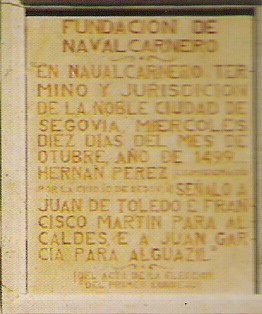 FUNDACION DE
NAVALCARNERO
"EN NAUALCARNERO TER
MINO Y JURISDICION
DE LA NOBLE CIUDAD DE
SEGOVIA, MIERCOLES
DIEZ DIAS DEL MES DE
OTUBRE, AÑO DE 1499
HERNAN PEREZ
POR LA CIUDAD DE SEGOVIA SEÑALO A
JUAN DE TOLEDO E FRAN
CISCO MARTIN PARA AL
CALDES, E A JUAN GAR
CIA PARA ALGUAZIL"
(DEL ACTA DE LA ELECCION
DEL PRIMER CONCEJO)